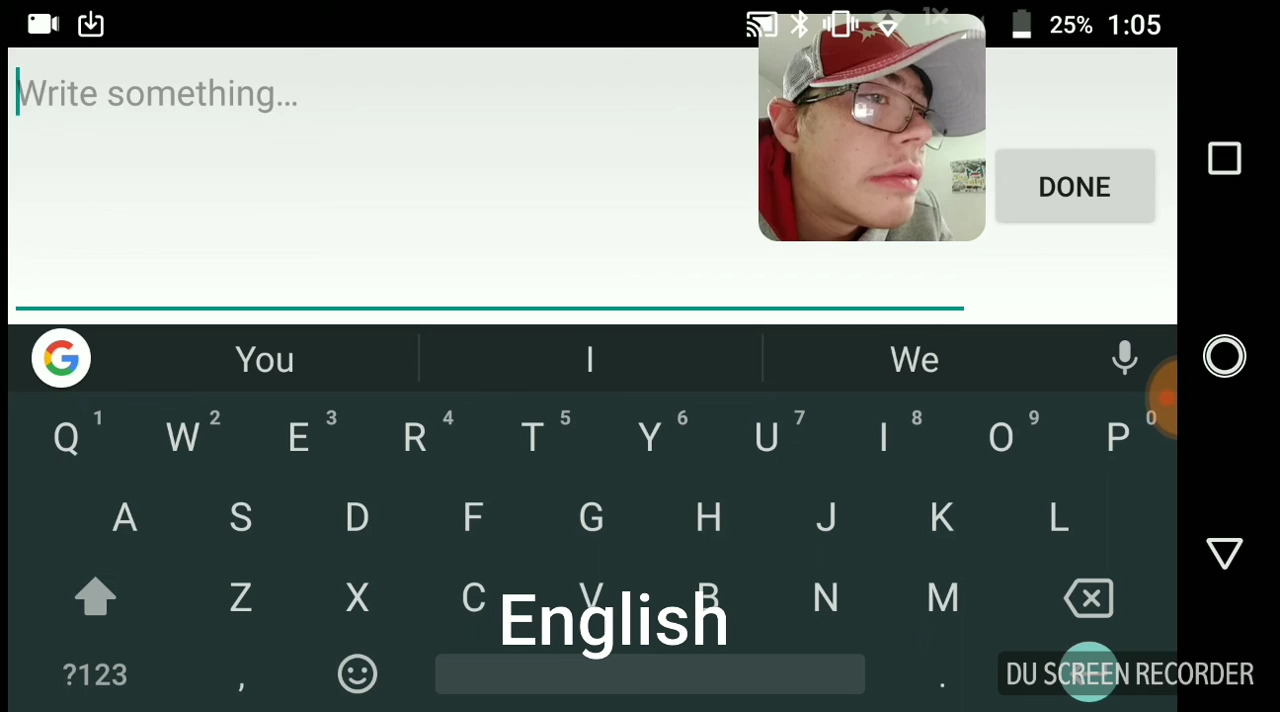 1X 25% 1:05
Write something...
DONE
G You I We
Q 1 W 2 E 3 R 4 T 5 Y 6 U 7 I 8 O 9 P 0
A S D F G H J K L
Z X C V B N M
English
?123 , .
DU SCREEN RECORDER